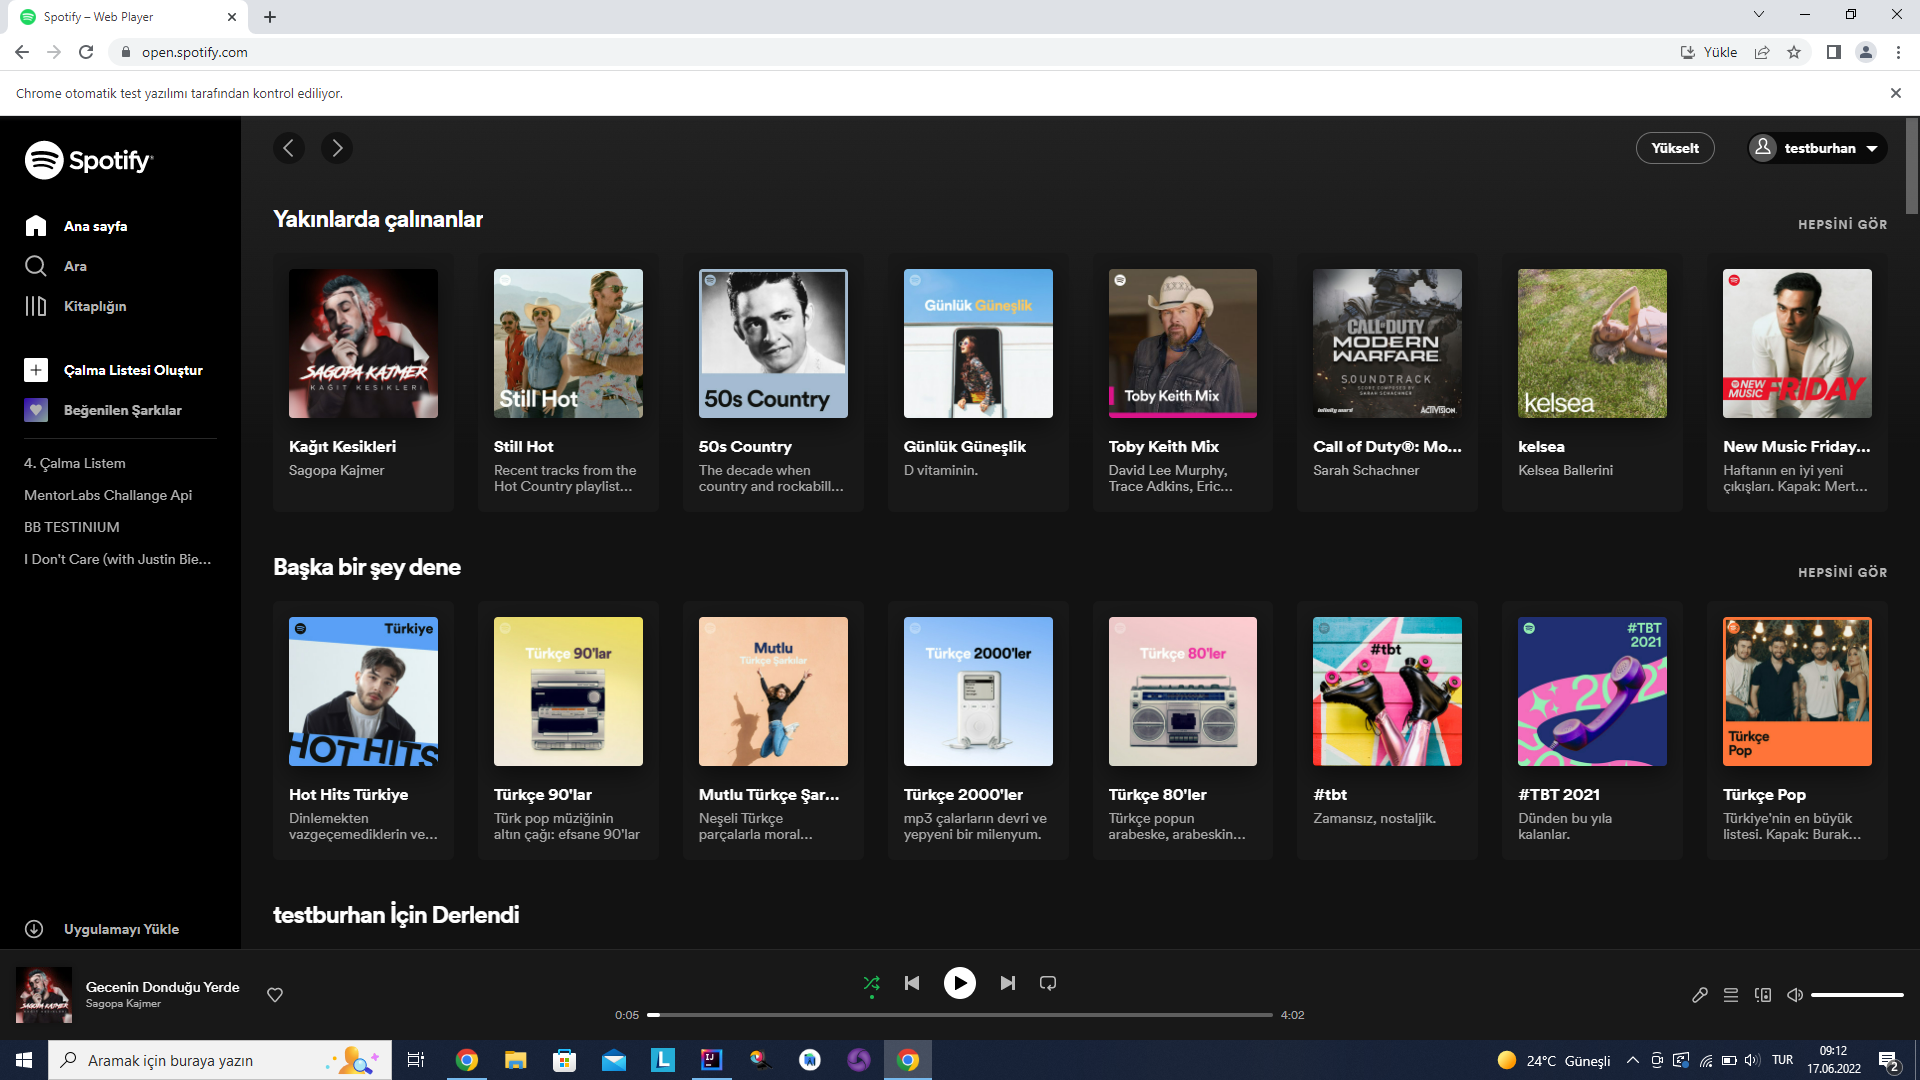 Spotify – Web Player
open.spotify.com
Yükle
Chrome otomatik test yazılımı tarafından kontrol ediliyor.
Spotify
Ana sayfa
Ara
Kitaplığın
Çalma Listesi Oluştur
Beğenilen Şarkılar
4. Çalma Listem
MentorLabs Challange Api
BB TESTINIUM
I Don't Care (with Justin Bie...
Uygulamayı Yükle
Yükselt
testburhan
Yakınlarda çalınanlar
HEPSİNİ GÖR
SAGOPA KAJMER
KAĞIT KESİKLERİ
Kağıt Kesikleri
Sagopa Kajmer
Still Hot
Still Hot
Recent tracks from the
Hot Country playlist...
50s Country
50s Country
The decade when
country and rockabill...
Günlük Güneşlik
Günlük Güneşlik
D vitaminin.
Toby Keith Mix
Toby Keith Mix
David Lee Murphy,
Trace Adkins, Eric...
CALL OF DUTY
MODERN
WARFARE
SOUNDTRACK
SCORE COMPOSED BY
SARAH SCHACHNER
infinity ward
ACTIVISION
Call of Duty®: Mo...
Sarah Schachner
kelsea
kelsea
Kelsea Ballerini
NEW
MUSIC
FRIDAY
New Music Friday...
Haftanın en iyi yeni
çıkışları. Kapak: Mert...
Başka bir şey dene
HEPSİNİ GÖR
Türkiye
HOT HITS
Hot Hits Türkiye
Dinlemekten
vazgeçemediklerin ve...
Türkçe 90'lar
Türkçe 90'lar
Türk pop müziğinin
altın çağı: efsane 90'lar
Mutlu
Türkçe Şarkılar
Mutlu Türkçe Şar...
Neşeli Türkçe
parçalarla moral...
Türkçe 2000'ler
Türkçe 2000'ler
mp3 çalarların devri ve
yepyeni bir milenyum.
Türkçe 80'ler
Türkçe 80'ler
Türkçe popun
arabeske, arabeskin...
#tbt
#tbt
Zamansız, nostaljik.
#TBT
2021
#TBT 2021
Dünden bu yıla
kalanlar.
Türkçe
Pop
Türkçe Pop
Türkiye'nin en büyük
listesi. Kapak: Burak...
testburhan İçin Derlendi
SAGOPA KAJMER
Gecenin Donduğu Yerde
Sagopa Kajmer
0:05
4:02
Aramak için buraya yazın
24°C Güneşli
TUR
09:12
17.06.2022
2